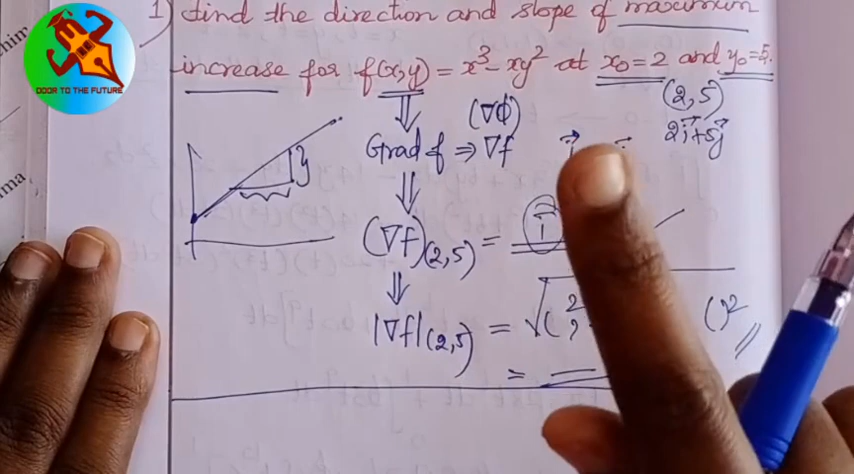 1) Find the direction and slope of maximum
increase for f(x,y) = x³ - xy² at x₀ = 2 and y₀ = 5.
(2, 5)
(∇φ)
Grad f ⇒ ∇f
2i⃗ + 5j⃗
y
(∇f)(2,5) =
|∇f|(2,5) = √( )² ( )²
=
DOOR TO THE FUTURE